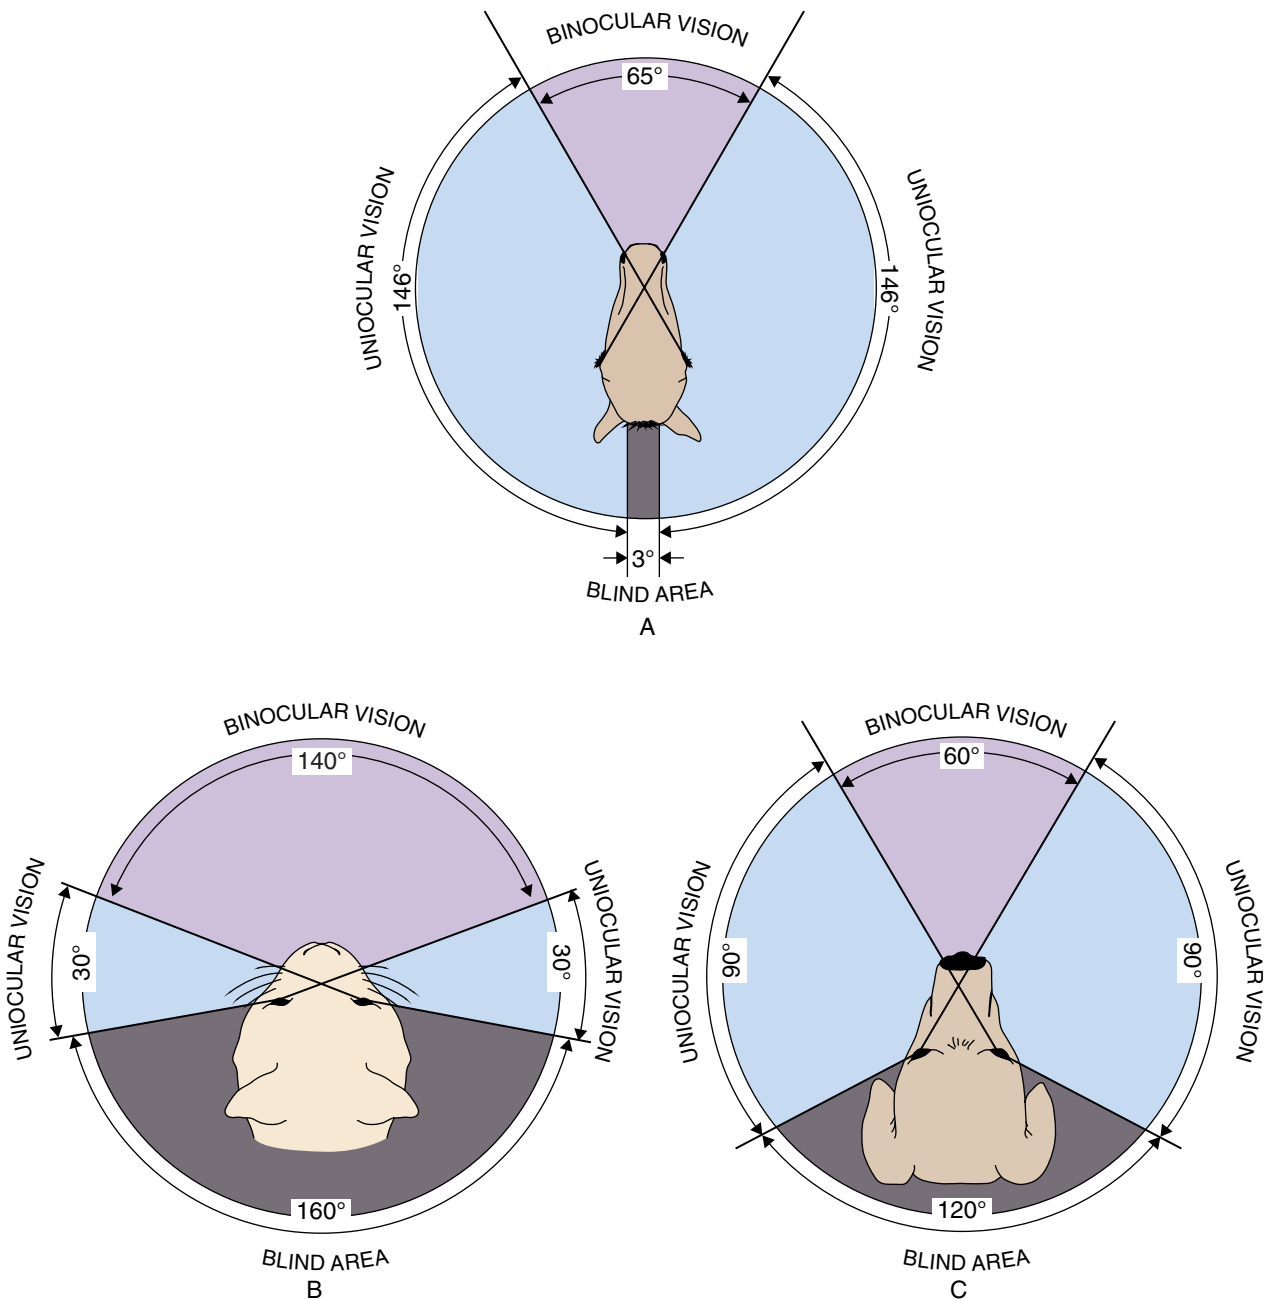 BINOCULAR VISION
65°
UNIOCULAR VISION
146°
146°
UNIOCULAR VISION
3°
BLIND AREA
A
BINOCULAR VISION
140°
UNIOCULAR VISION
30°
30°
UNIOCULAR VISION
160°
BLIND AREA
B
BINOCULAR VISION
60°
UNIOCULAR VISION
90°
90°
UNIOCULAR VISION
120°
BLIND AREA
C